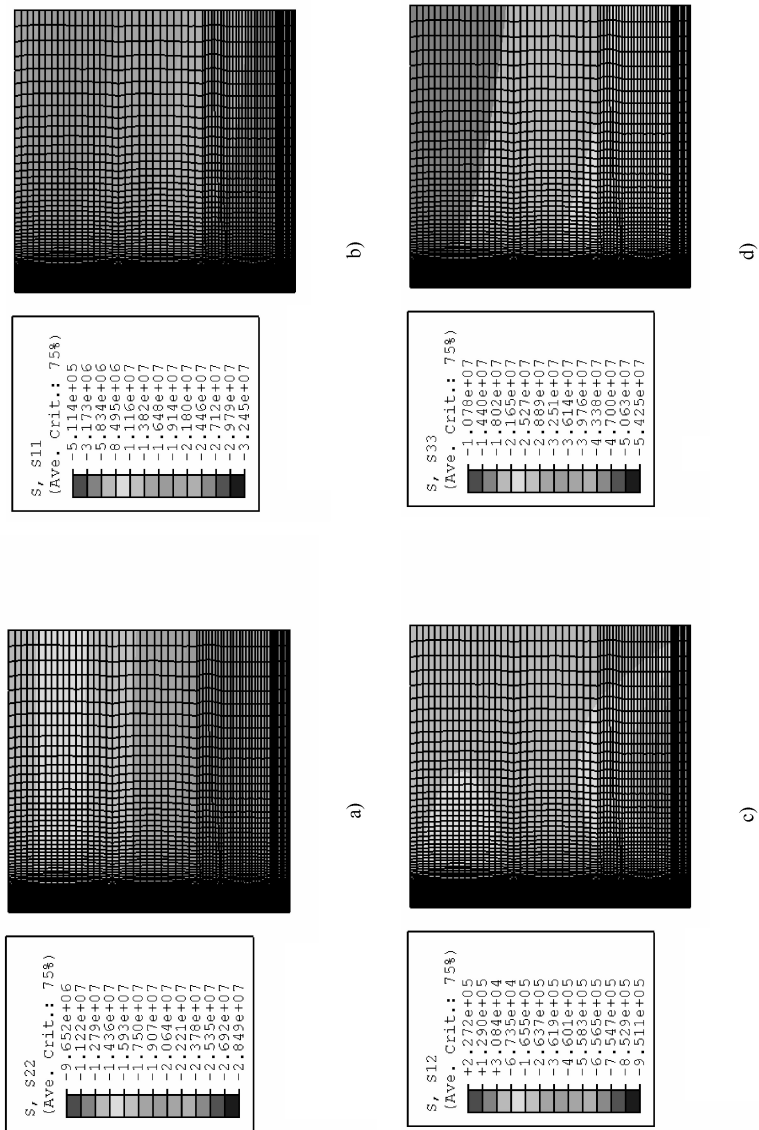 S, S22
(Ave. Crit.: 75%)
-9.652e+06
-1.122e+07
-1.279e+07
-1.436e+07
-1.593e+07
-1.750e+07
-1.907e+07
-2.064e+07
-2.221e+07
-2.378e+07
-2.535e+07
-2.692e+07
-2.849e+07
a)
S, S11
(Ave. Crit.: 75%)
-5.114e+05
-3.173e+06
-5.834e+06
-8.495e+06
-1.116e+07
-1.382e+07
-1.648e+07
-1.914e+07
-2.180e+07
-2.446e+07
-2.712e+07
-2.979e+07
-3.245e+07
b)
S, S12
(Ave. Crit.: 75%)
+2.272e+05
+1.290e+05
+3.084e+04
-6.735e+04
-1.655e+05
-2.637e+05
-3.619e+05
-4.601e+05
-5.583e+05
-6.565e+05
-7.547e+05
-8.529e+05
-9.511e+05
c)
S, S33
(Ave. Crit.: 75%)
-1.078e+07
-1.440e+07
-1.802e+07
-2.165e+07
-2.527e+07
-2.889e+07
-3.251e+07
-3.614e+07
-3.976e+07
-4.338e+07
-4.700e+07
-5.063e+07
-5.425e+07
d)